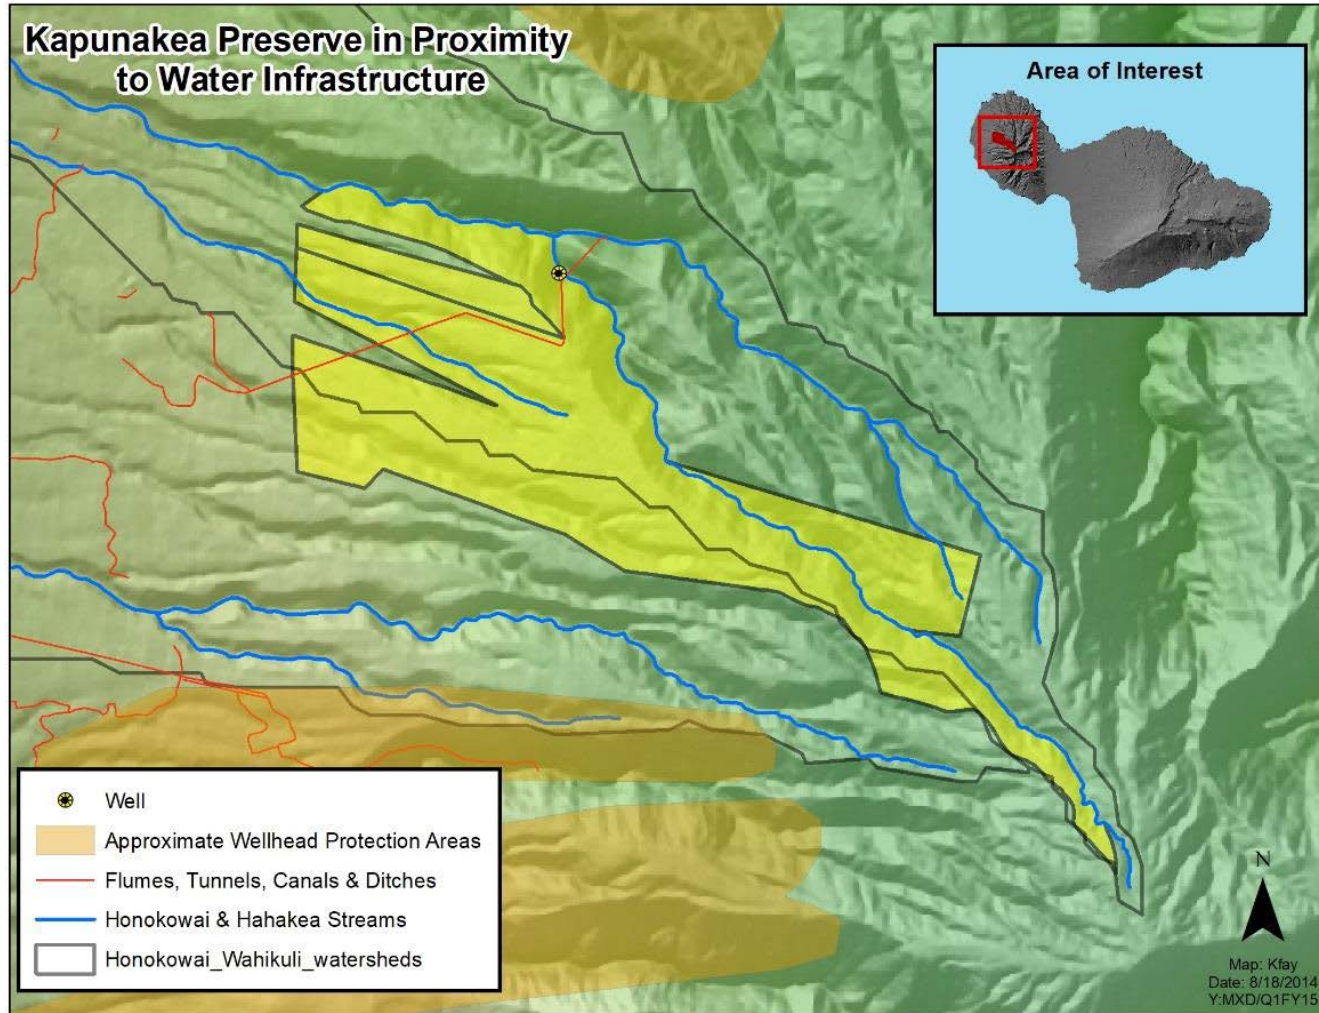 Kapunakea Preserve in Proximity
to Water Infrastructure
Area of Interest
Well
Approximate Wellhead Protection Areas
Flumes, Tunnels, Canals & Ditches
Honokowai & Hahakea Streams
Honokowai_Wahikuli_watersheds
N
Map: Kfay
Date: 8/18/2014
Y:MXD/Q1FY15